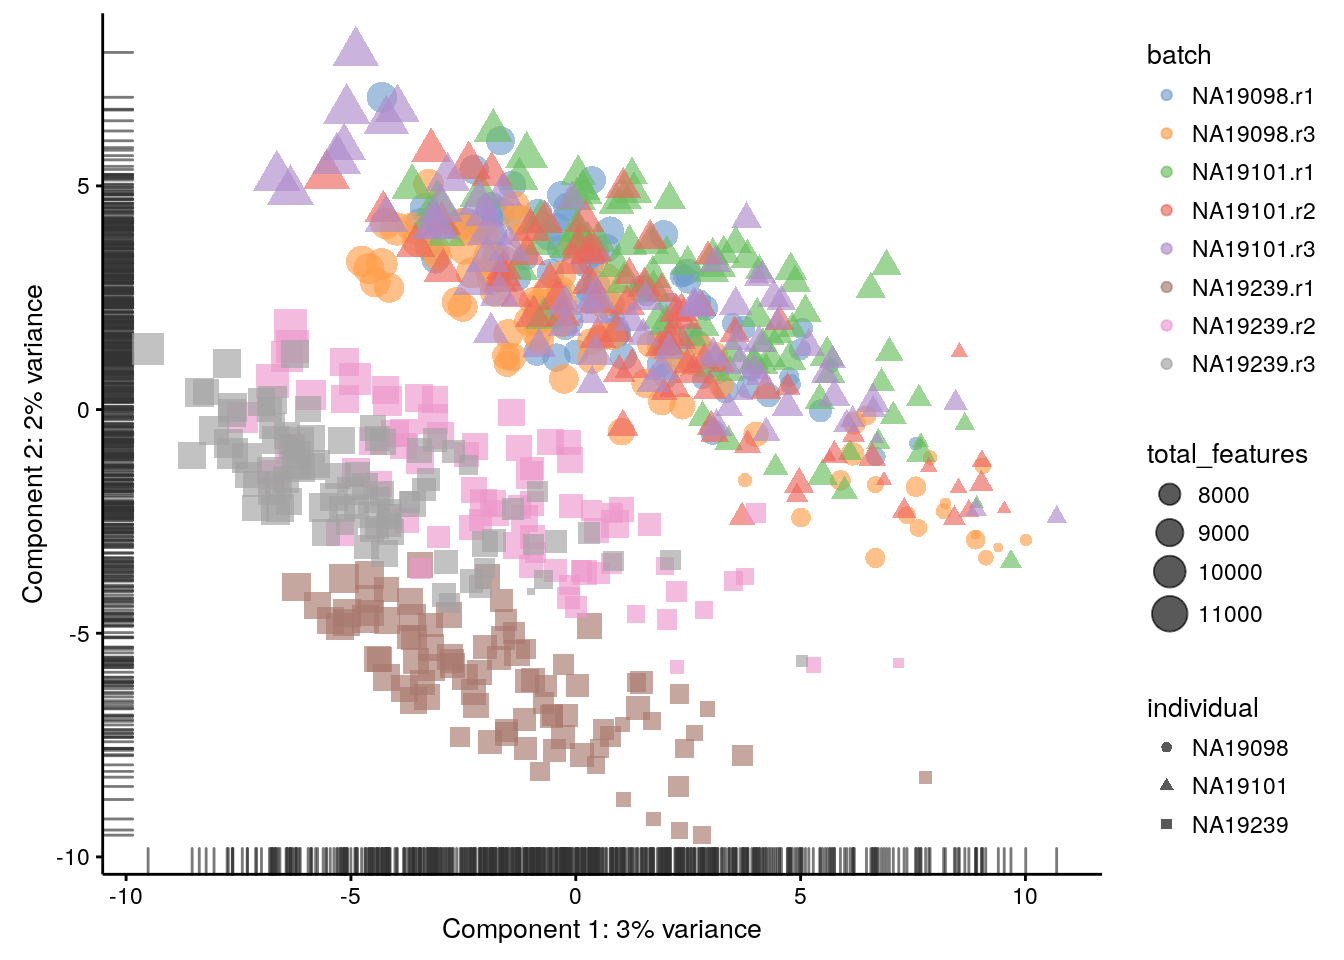 Component 2: 2% variance
5
0
-5
-10
-10
-5
0
5
10
Component 1: 3% variance
batch
NA19098.r1
NA19098.r3
NA19101.r1
NA19101.r2
NA19101.r3
NA19239.r1
NA19239.r2
NA19239.r3
total_features
8000
9000
10000
11000
individual
NA19098
NA19101
NA19239